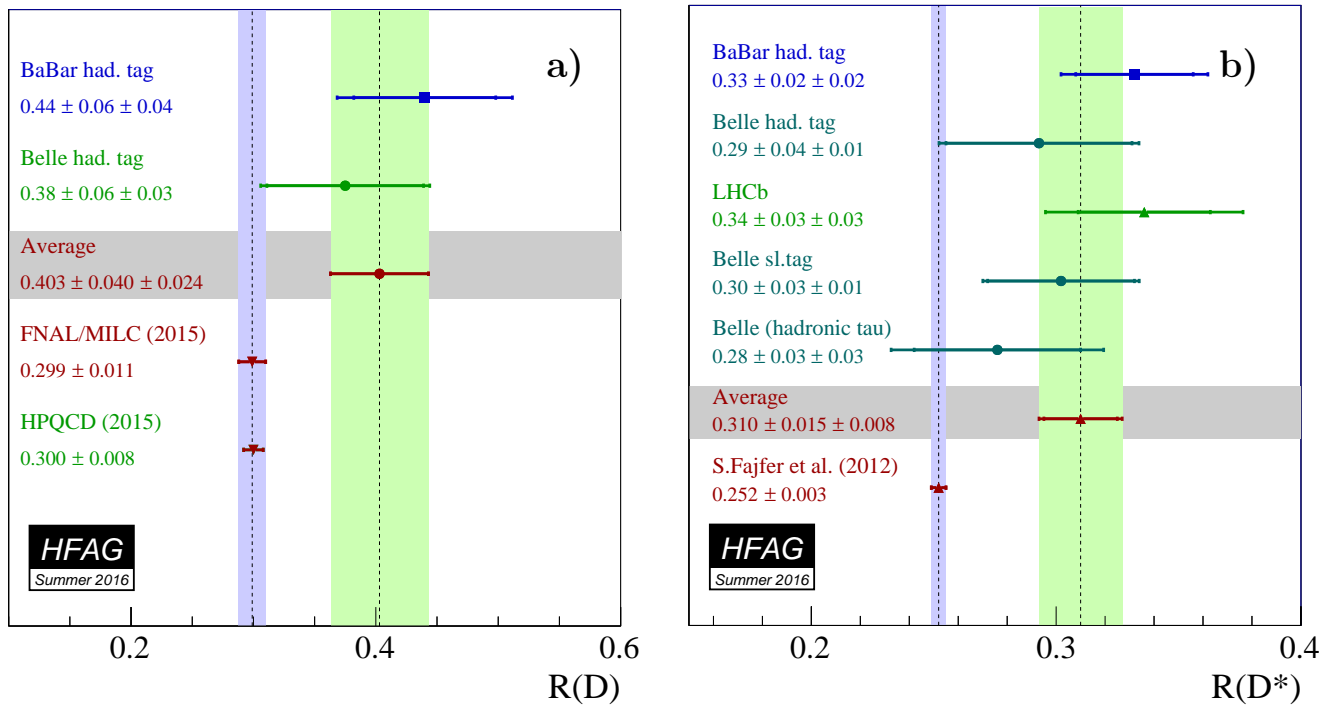 a)
BaBar had. tag
0.44 ± 0.06 ± 0.04
Belle had. tag
0.38 ± 0.06 ± 0.03
Average
0.403 ± 0.040 ± 0.024
FNAL/MILC (2015)
0.299 ± 0.011
HPQCD (2015)
0.300 ± 0.008
HFAG
Summer 2016
0.2 0.4 0.6
R(D)
b)
BaBar had. tag
0.33 ± 0.02 ± 0.02
Belle had. tag
0.29 ± 0.04 ± 0.01
LHCb
0.34 ± 0.03 ± 0.03
Belle sl.tag
0.30 ± 0.03 ± 0.01
Belle (hadronic tau)
0.28 ± 0.03 ± 0.03
Average
0.310 ± 0.015 ± 0.008
S.Fajfer et al. (2012)
0.252 ± 0.003
HFAG
Summer 2016
0.2 0.3 0.4
R(D*)